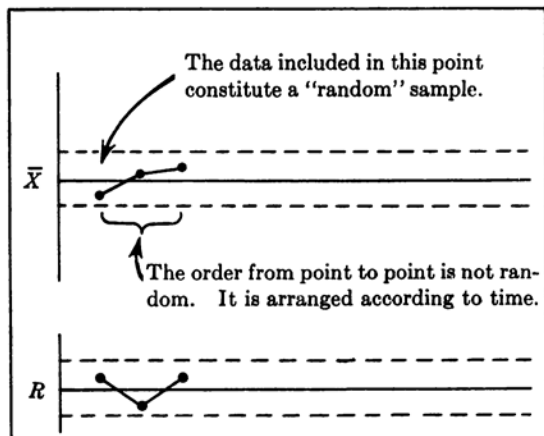 The data included in this point
constitute a “random” sample.
X̄
The order from point to point is not ran-
dom. It is arranged according to time.
R